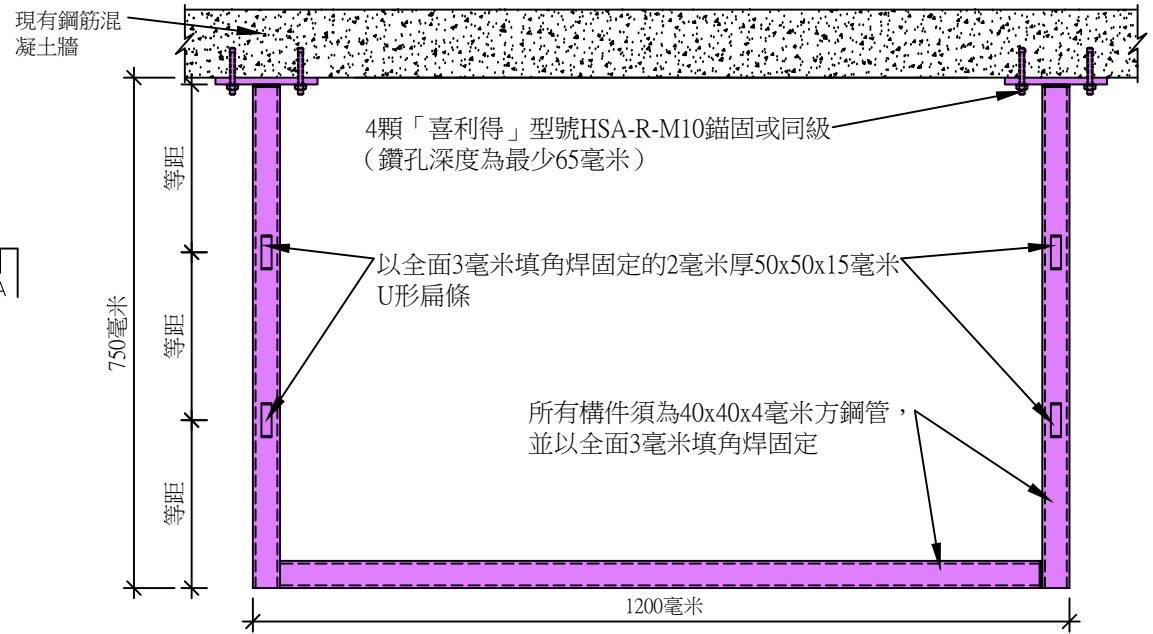 現有鋼筋混
凝土牆
4顆「喜利得」型號HSA-R-M10錨固或同級
（鑽孔深度為最少65毫米）
等距
以全面3毫米填角焊固定的2毫米厚50x50x15毫米
U形扁條
A
750毫米
等距
所有構件須為40x40x4毫米方鋼管，
並以全面3毫米填角焊固定
等距
1200毫米